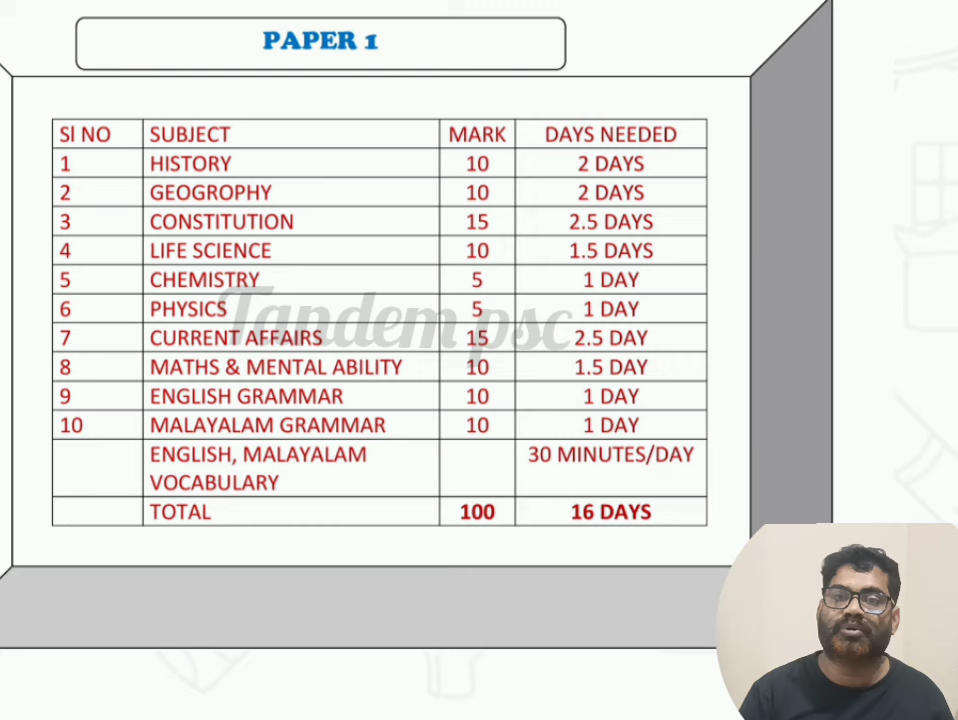 PAPER 1
Sl NO SUBJECT MARK DAYS NEEDED
1 HISTORY 10 2 DAYS
2 GEOGROPHY 10 2 DAYS
3 CONSTITUTION 15 2.5 DAYS
4 LIFE SCIENCE 10 1.5 DAYS
5 CHEMISTRY 5 1 DAY
6 PHYSICS 5 1 DAY
Tandem psc
7 CURRENT AFFAIRS 15 2.5 DAY
8 MATHS & MENTAL ABILITY 10 1.5 DAY
9 ENGLISH GRAMMAR 10 1 DAY
10 MALAYALAM GRAMMAR 10 1 DAY
ENGLISH, MALAYALAM 30 MINUTES/DAY
VOCABULARY
TOTAL 100 16 DAYS